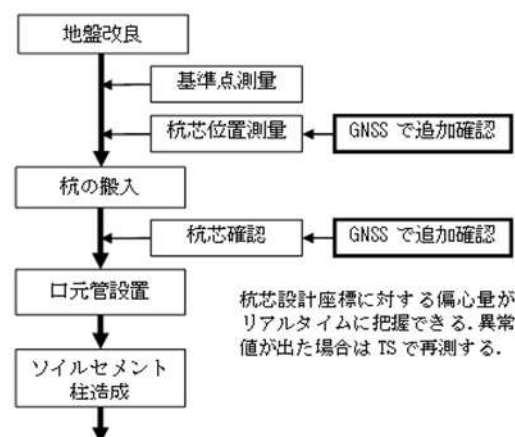 地盤改良
基準点測量
杭芯位置測量
GNSS で追加確認
杭の搬入
杭芯確認
GNSS で追加確認
口元管設置
杭芯設計座標に対する偏心量が
リアルタイムに把握できる．異常
値が出た場合は TS で再測する．
ソイルセメント
柱造成